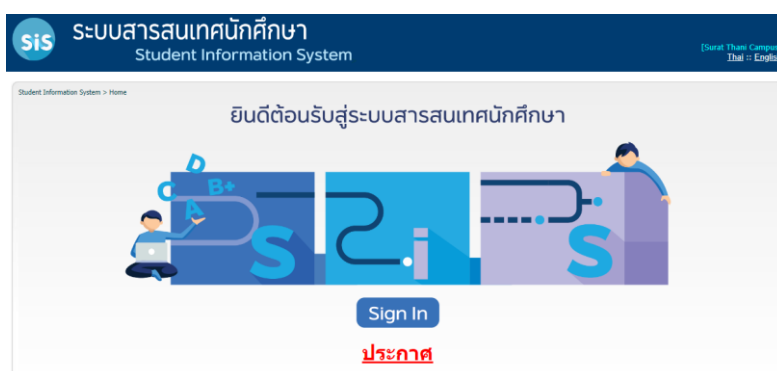 SiS
ระบบสารสนเทศนักศึกษา
Student Information System
[Surat Thani Campus
Thai :: Englis
Student Information System > Home
ยินดีต้อนรับสู่ระบบสารสนเทศนักศึกษา
D
C B+
A
S i S
Sign In
ประกาศ